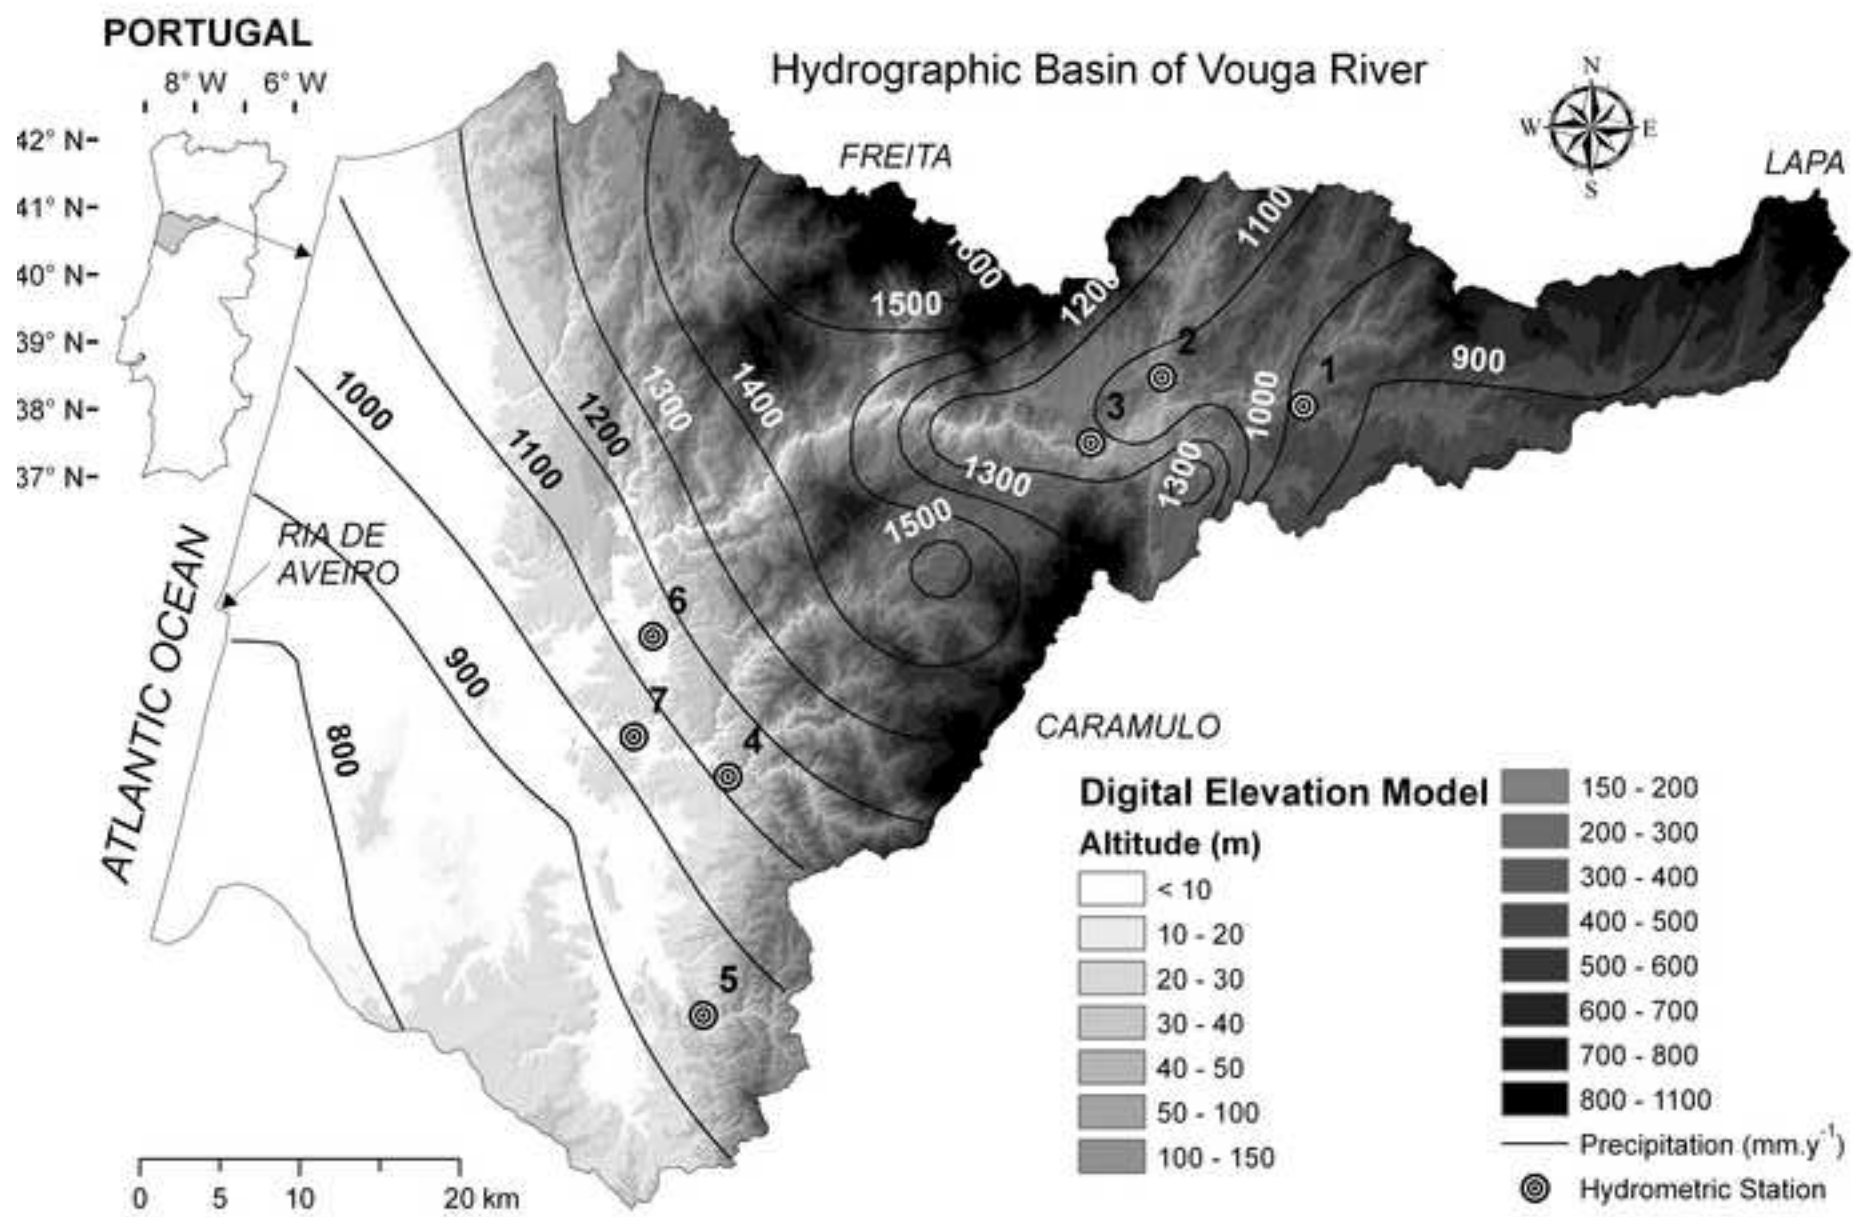 PORTUGAL
8° W 6° W
Hydrographic Basin of Vouga River
N
W E
S
42° N
41° N
40° N
39° N
38° N
37° N
FREITA
LAPA
1100
1500
1200
2
1
900
3
1000
1000
1300
1400
1200
1100
1300
1300
1500
RIA DE
AVEIRO
ATLANTIC OCEAN
6
900
7
4
800
5
CARAMULO
Digital Elevation Model
Altitude (m)
< 10
10 - 20
20 - 30
30 - 40
40 - 50
50 - 100
100 - 150
150 - 200
200 - 300
300 - 400
400 - 500
500 - 600
600 - 700
700 - 800
800 - 1100
Precipitation (mm.y⁻¹)
Hydrometric Station
0 5 10 20 km